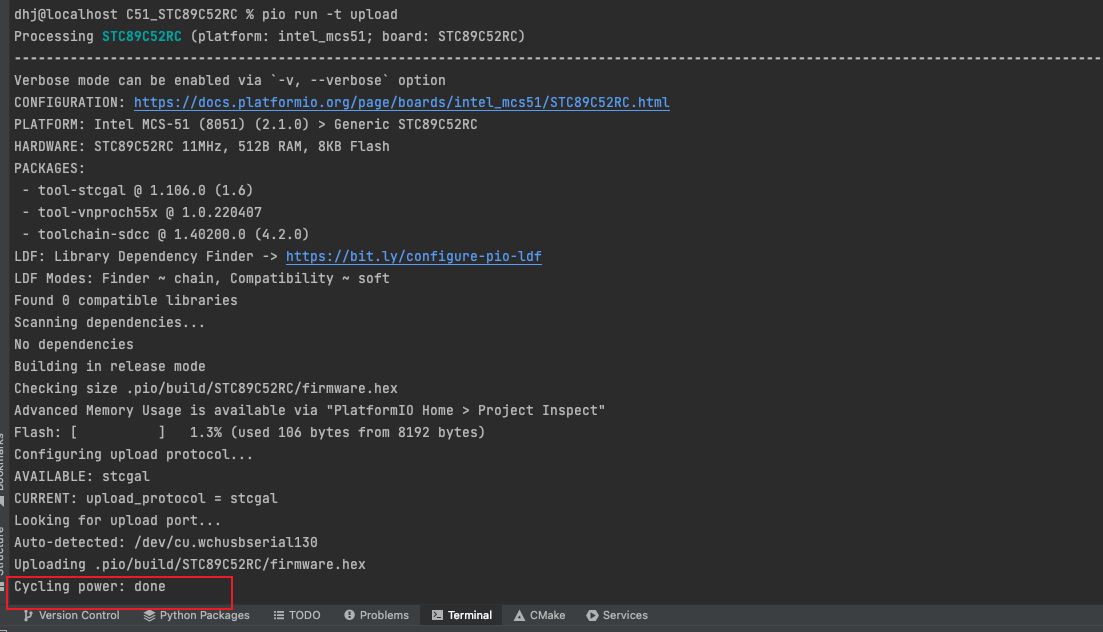 dhj@localhost C51_STC89C52RC % pio run -t upload
Processing STC89C52RC (platform: intel_mcs51; board: STC89C52RC)
--------------------------------------------------------------------------------------------------------------------------------------------
Verbose mode can be enabled via `-v, --verbose` option
CONFIGURATION: https://docs.platformio.org/page/boards/intel_mcs51/STC89C52RC.html
PLATFORM: Intel MCS-51 (8051) (2.1.0) > Generic STC89C52RC
HARDWARE: STC89C52RC 11MHz, 512B RAM, 8KB Flash
PACKAGES:
- tool-stcgal @ 1.106.0 (1.6)
- tool-vnproch55x @ 1.0.220407
- toolchain-sdcc @ 1.40200.0 (4.2.0)
LDF: Library Dependency Finder -> https://bit.ly/configure-pio-ldf
LDF Modes: Finder ~ chain, Compatibility ~ soft
Found 0 compatible libraries
Scanning dependencies...
No dependencies
Building in release mode
Checking size .pio/build/STC89C52RC/firmware.hex
Advanced Memory Usage is available via "PlatformIO Home > Project Inspect"
Flash: [          ]   1.3% (used 106 bytes from 8192 bytes)
Configuring upload protocol...
AVAILABLE: stcgal
CURRENT: upload_protocol = stcgal
Looking for upload port...
Auto-detected: /dev/cu.wchusbserial130
Uploading .pio/build/STC89C52RC/firmware.hex
Cycling power: done
Version Control Python Packages TODO Problems Terminal CMake Services